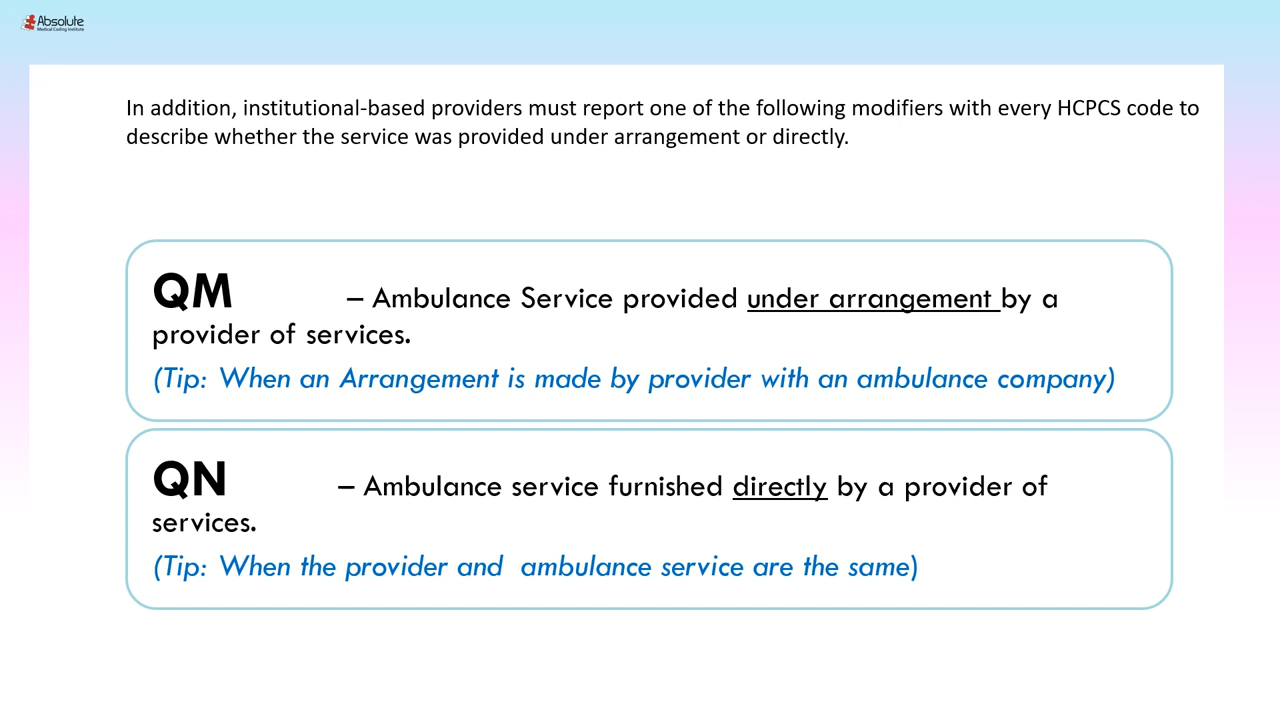 Absolute
Medical Coding Institute
In addition, institutional-based providers must report one of the following modifiers with every HCPCS code to
describe whether the service was provided under arrangement or directly.
QM – Ambulance Service provided under arrangement by a
provider of services.
(Tip: When an Arrangement is made by provider with an ambulance company)
QN – Ambulance service furnished directly by a provider of
services.
(Tip: When the provider and ambulance service are the same)